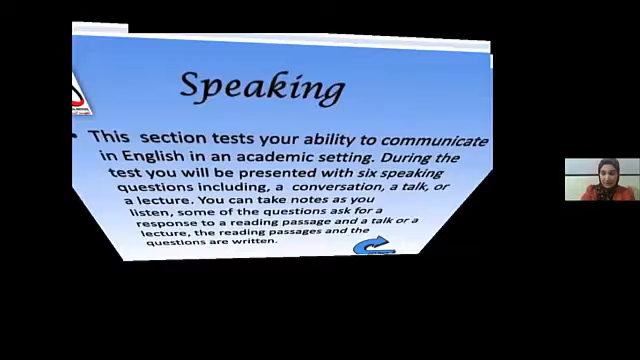 Speaking
• This section tests your ability to communicate
in English in an academic setting. During the
test you will be presented with six speaking
questions including, a conversation, a talk, or
a lecture. You can take notes as you
listen, some of the questions ask for a
response to a reading passage and a talk or a
lecture, the reading passages and the
questions are written.